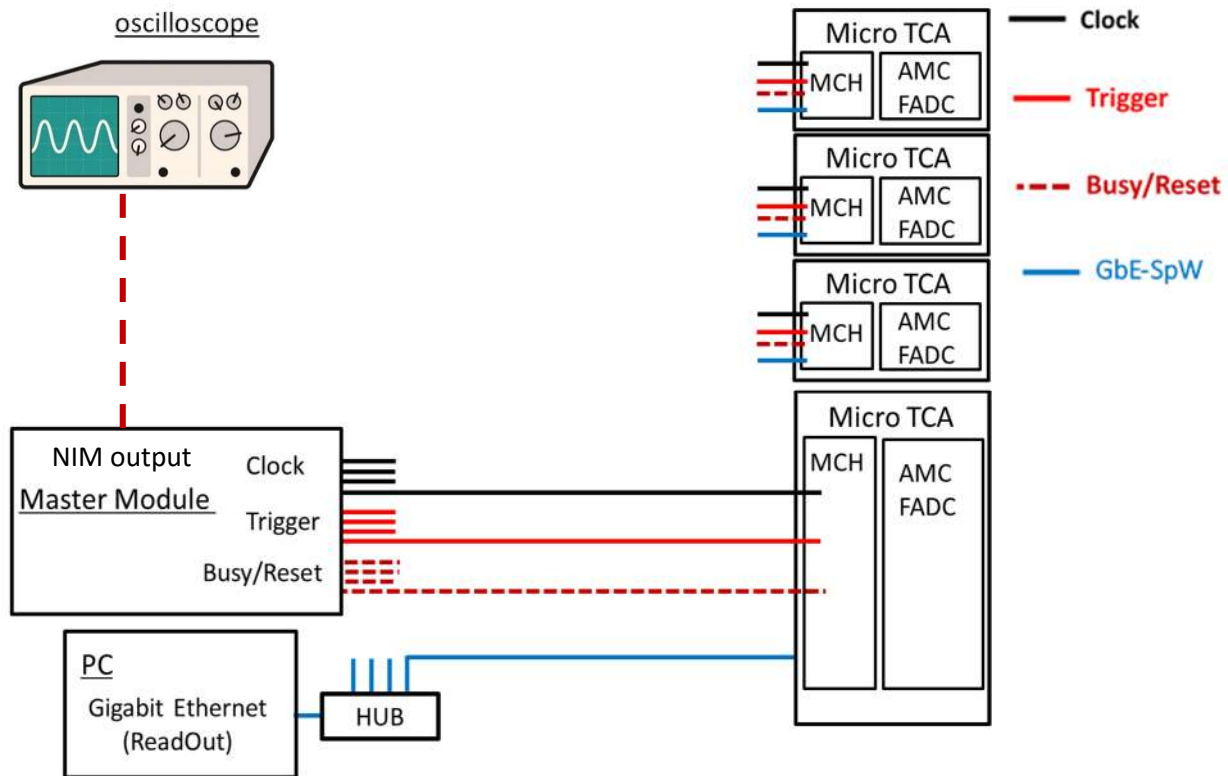 oscilloscope
NIM output
Master Module
Clock
Trigger
Busy/Reset
PC
Gigabit Ethernet
(ReadOut)
HUB
Micro TCA
MCH
AMC
FADC
Micro TCA
MCH
AMC
FADC
Micro TCA
MCH
AMC
FADC
Micro TCA
MCH
AMC
FADC
Clock
Trigger
Busy/Reset
GbE-SpW